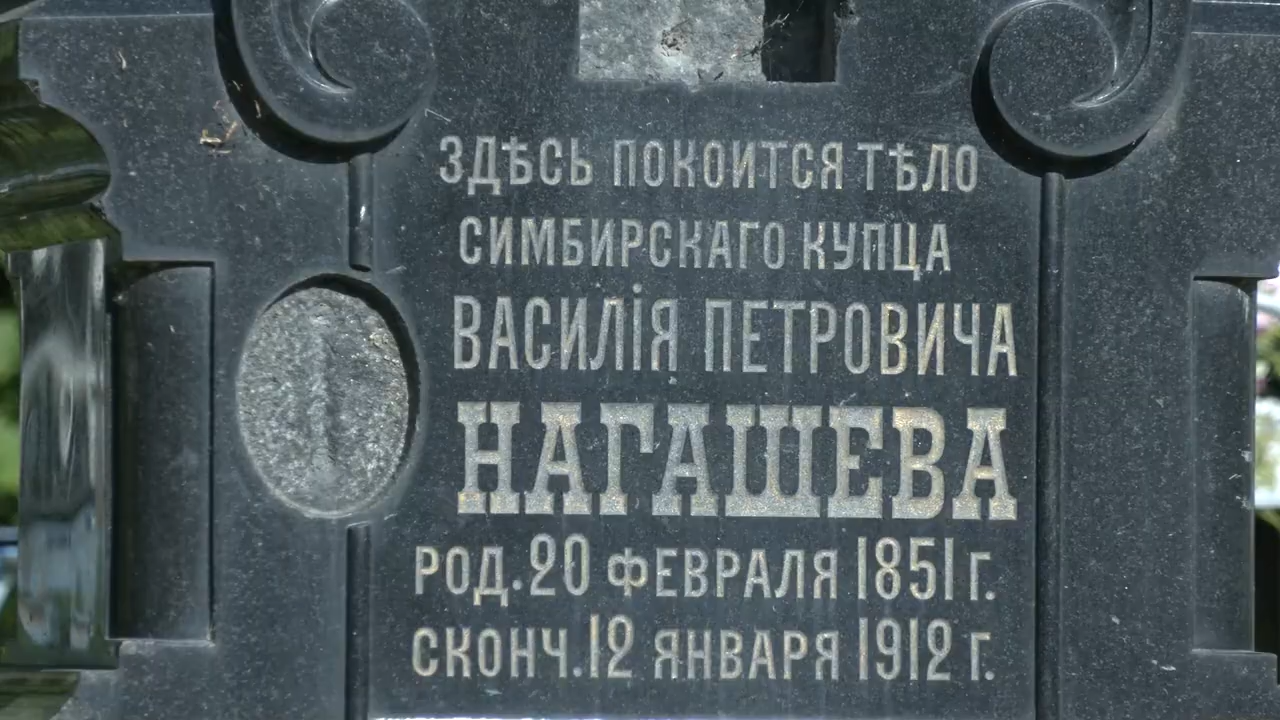 ЗДѢСЬ ПОКОИТСЯ ТѢЛО
СИМБИРСКАГО КУПЦА
ВАСИЛІЯ ПЕТРОВИЧА
НАГАШЕВА
РОД. 20 ФЕВРАЛЯ 1851 Г.
СКОНЧ. 12 ЯНВАРЯ 1912 Г.